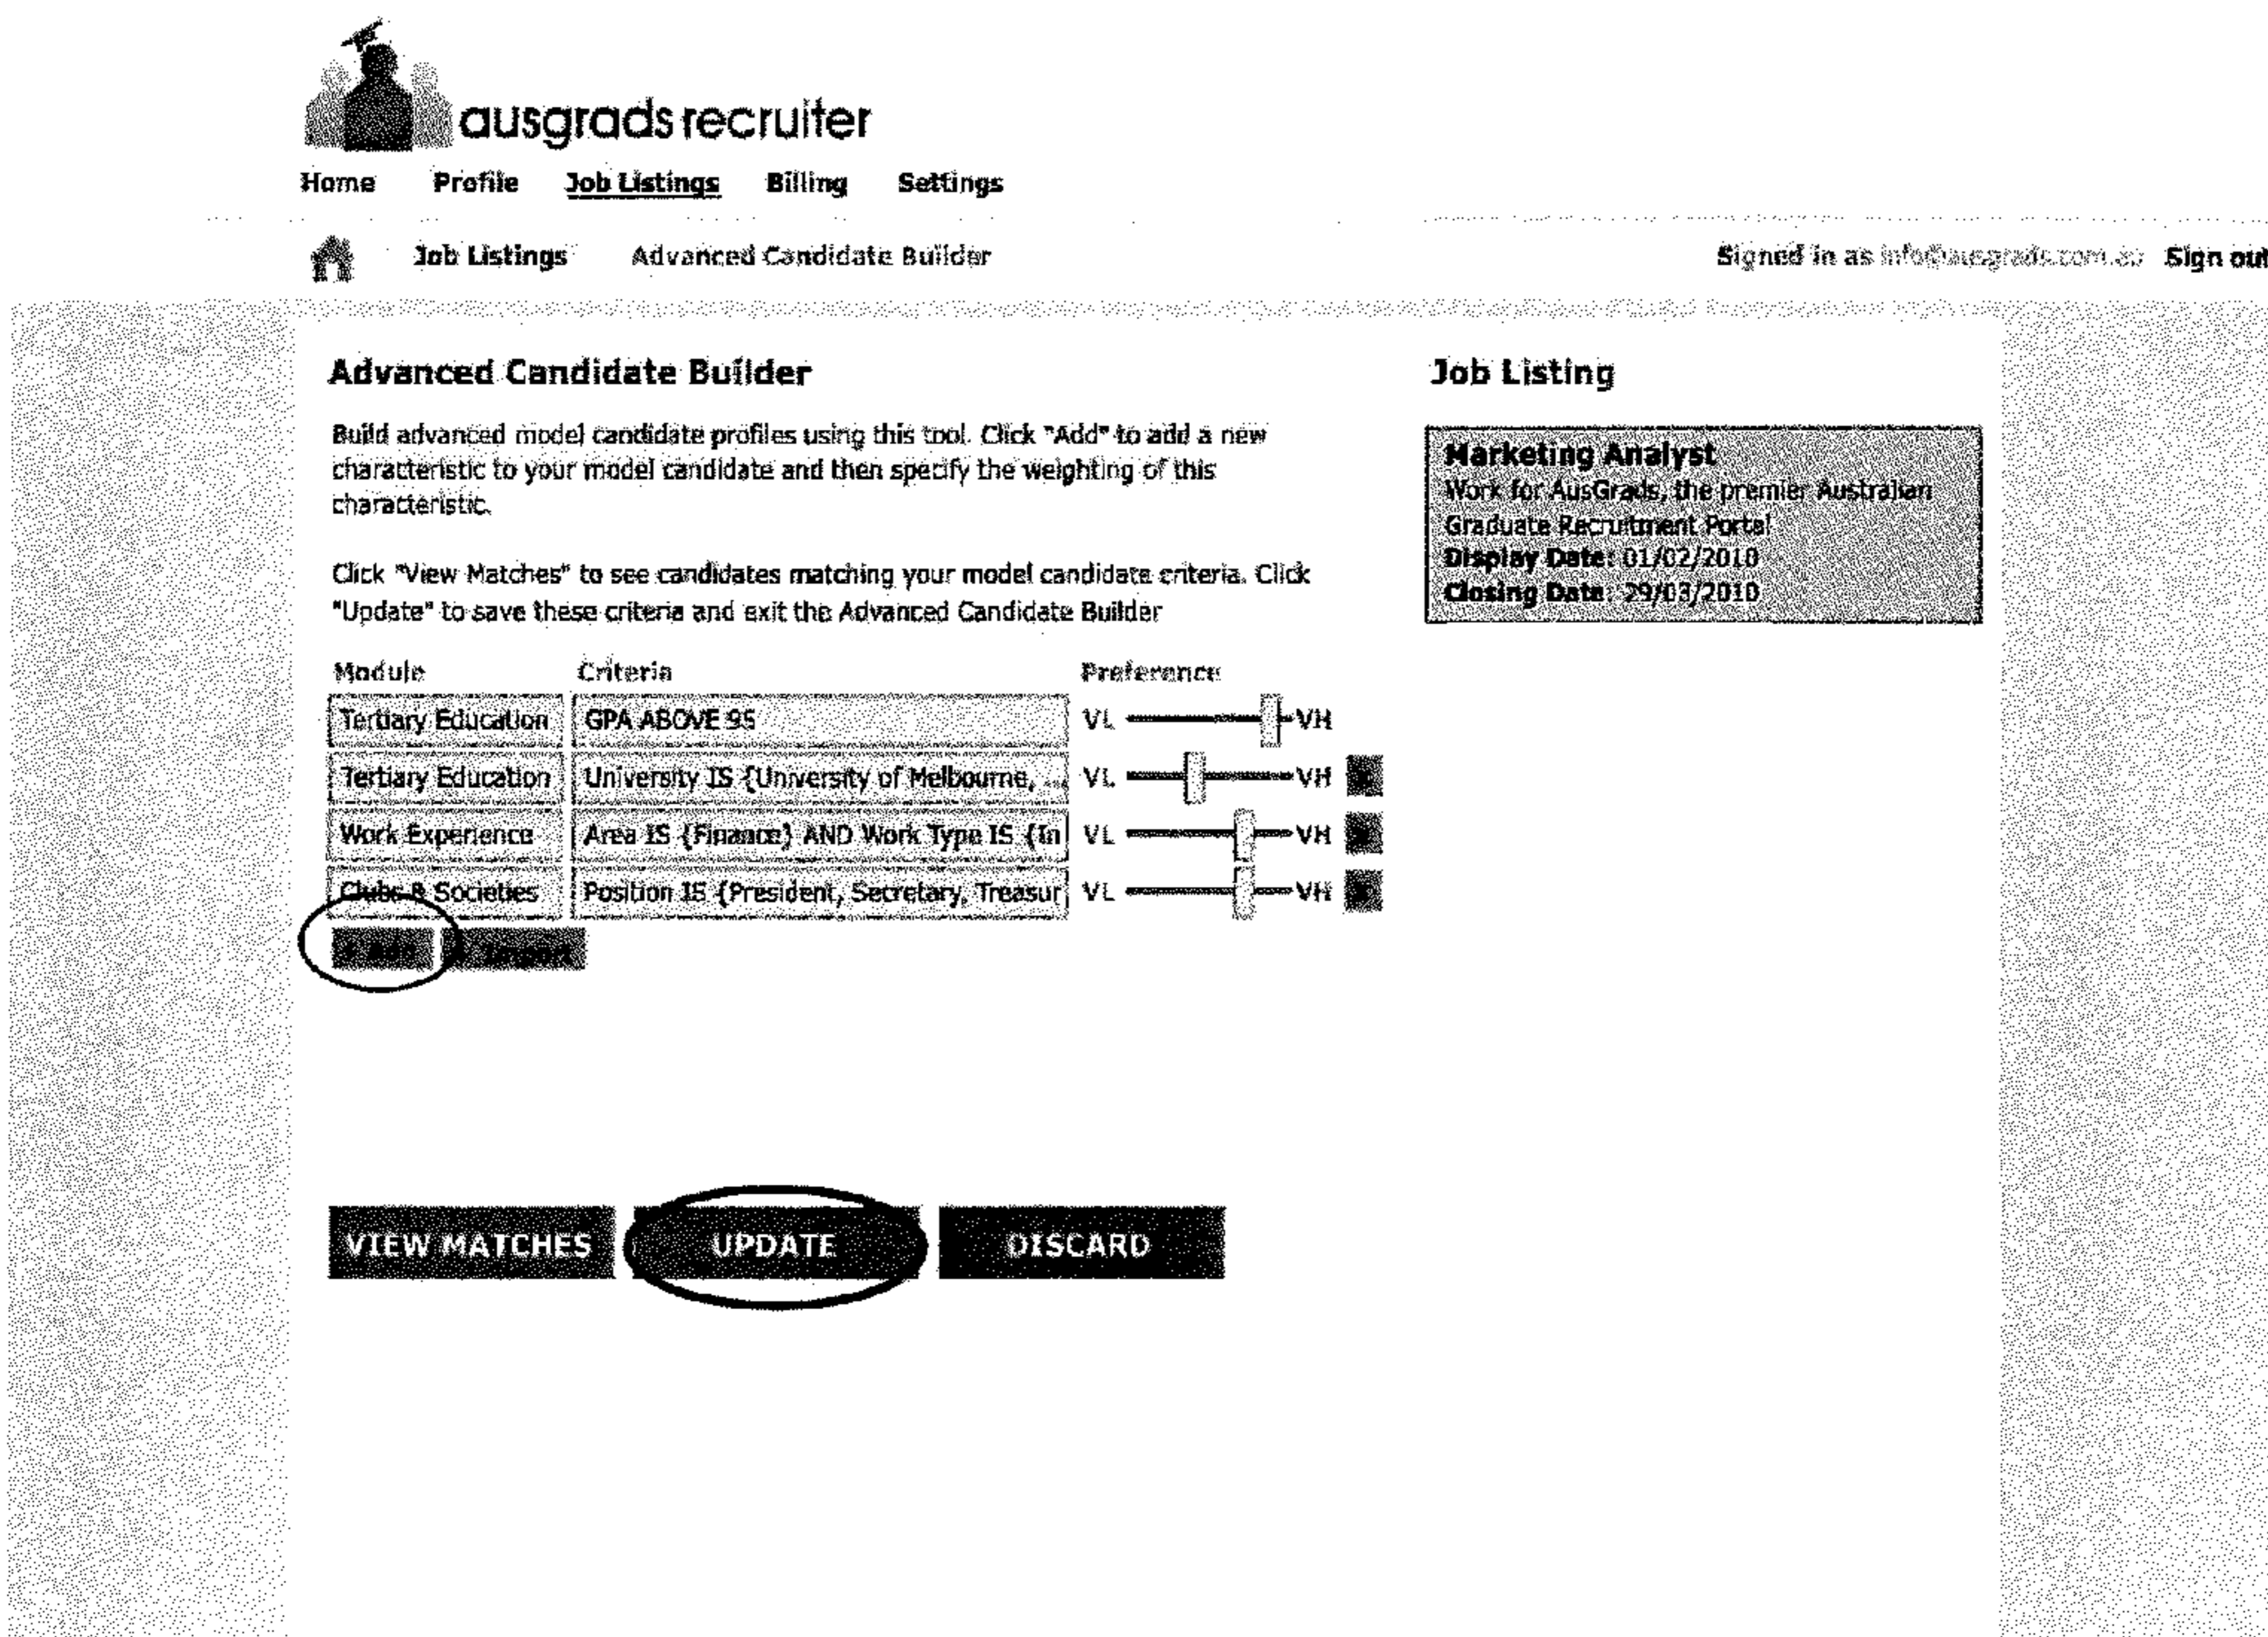 ausgrads recruiter
Home Profile Job Listings Billing Settings
Job Listings Advanced Candidate Builder Signed in as info@ausgrads.com.au Sign out
Advanced Candidate Builder
Build advanced model candidate profiles using this tool. Click "Add" to add a new
characteristic to your model candidate and then specify the weighting of this
characteristic.
Click "View Matches" to see candidates matching your model candidate criteria. Click
"Update" to save these criteria and exit the Advanced Candidate Builder
Module Criteria Preference
Tertiary Education GPA ABOVE 95 VL VH
Tertiary Education University IS {University of Melbourne, ... VL VH
Work Experience Area IS {Finance} AND Work Type IS {In VL VH
Clubs & Societies Position IS {President, Secretary, Treasur VL VH
+ Add Import
VIEW MATCHES UPDATE DISCARD
Job Listing
Marketing Analyst
Work for AusGrads, the premier Australian
Graduate Recruitment Portal
Display Date: 01/02/2010
Closing Date: 29/03/2010